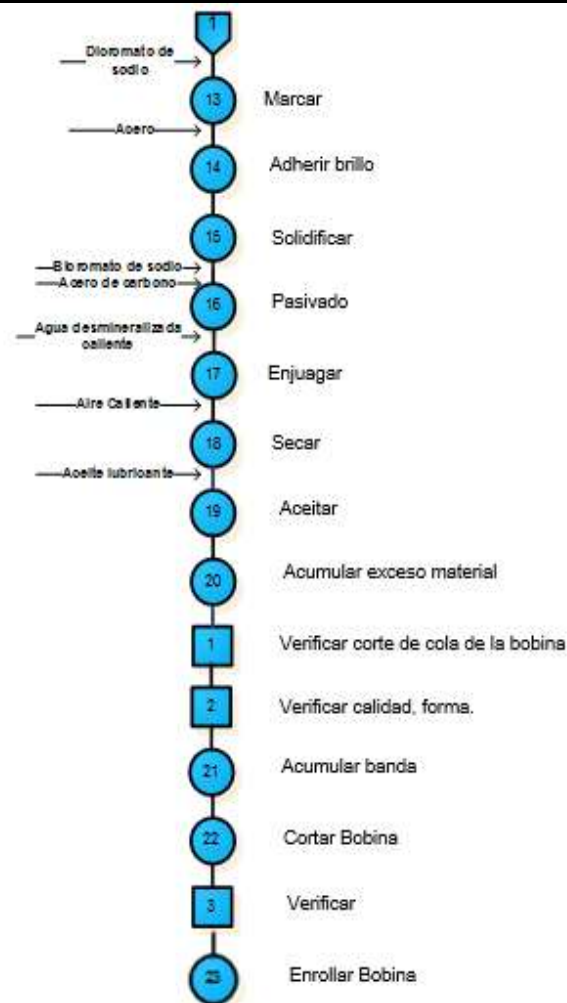 1
Dioromato de
sodio
13 Marcar
Acero
14 Adherir brillo
15 Solidificar
Bioromato de sodio
Acero de carbono
16 Pasivado
Agua desmineralizada
caliente
17 Enjuagar
Aire Caliente
18 Secar
Aceite lubricante
19 Aceitar
20 Acumular exceso material
1 Verificar corte de cola de la bobina
2 Verificar calidad, forma.
21 Acumular banda
22 Cortar Bobina
3 Verificar
23 Enrollar Bobina